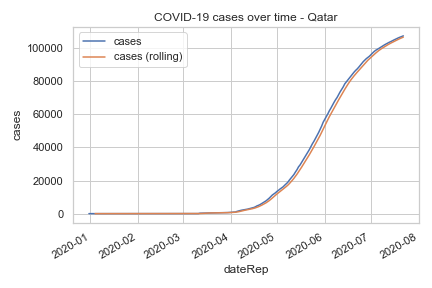 COVID-19 cases over time - Qatar
cases
cases (rolling)
100000
80000
60000
40000
20000
0
cases
2020-01
2020-02
2020-03
2020-04
2020-05
2020-06
2020-07
2020-08
dateRep